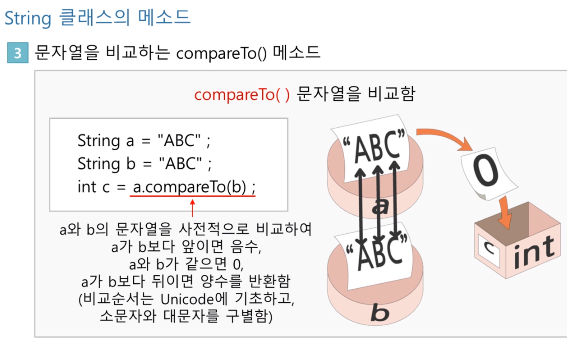 String 클래스의 메소드
3 문자열을 비교하는 compareTo() 메소드
compareTo( ) 문자열을 비교함
String a = "ABC" ;
String b = "ABC" ;
int c = a.compareTo(b) ;
a와 b의 문자열을 사전적으로 비교하여
a가 b보다 앞이면 음수,
a와 b가 같으면 0,
a가 b보다 뒤이면 양수를 반환함
(비교순서는 Unicode에 기초하고,
소문자와 대문자를 구별함)
“ABC”
a
“ABC”
b
0
c
int